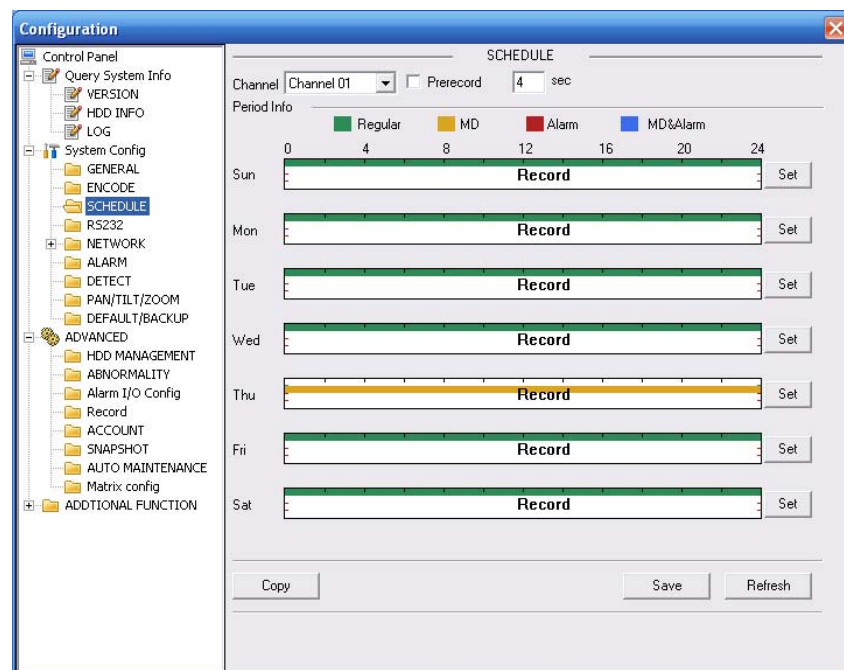 Configuration
Control Panel
Query System Info
VERSION
HDD INFO
LOG
System Config
GENERAL
ENCODE
SCHEDULE
RS232
NETWORK
ALARM
DETECT
PAN/TILT/ZOOM
DEFAULT/BACKUP
ADVANCED
HDD MANAGEMENT
ABNORMALITY
Alarm I/O Config
Record
ACCOUNT
SNAPSHOT
AUTO MAINTENANCE
Matrix config
ADDTIONAL FUNCTION
SCHEDULE
Channel Channel 01 Prerecord 4 sec
Period Info
Regular MD Alarm MD&Alarm
0 4 8 12 16 20 24
Sun Record Set
Mon Record Set
Tue Record Set
Wed Record Set
Thu Record Set
Fri Record Set
Sat Record Set
Copy Save Refresh